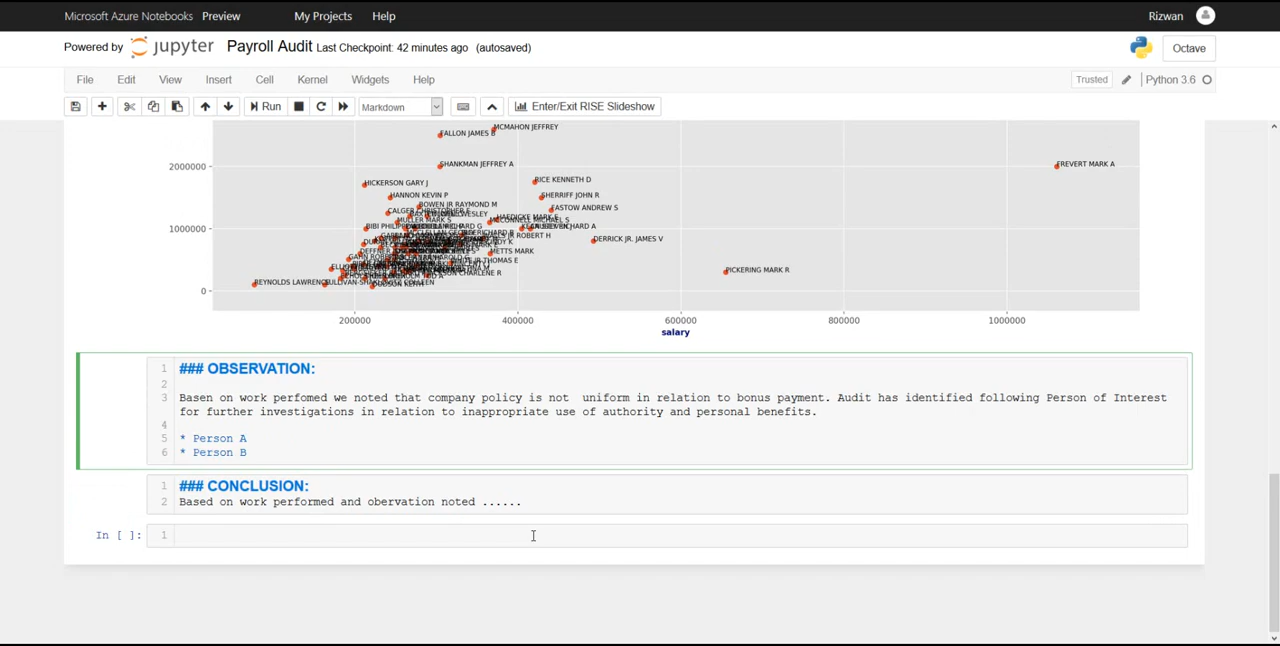 Microsoft Azure Notebooks Preview My Projects Help Rizwan
Powered by jupyter Payroll Audit Last Checkpoint: 42 minutes ago (autosaved) Octave
File Edit View Insert Cell Kernel Widgets Help Trusted Python 3.6
Run Markdown Enter/Exit RISE Slideshow
MCMAHON JEFFREY
FALLON JAMES B
2000000
SHANKMAN JEFFREY A
FREVERT MARK A
RICE KENNETH D
HICKERSON GARY J
HANNON KEVIN P
SHERRIFF JOHN R
BOWEN JR RAYMOND M
FASTOW ANDREW S
1000000
DERRICK JR. JAMES V
METTS MARK
PICKERING MARK R
REYNOLDS LAWRENCE
0
200000 400000 600000 800000 1000000
salary
1 ### OBSERVATION:
2
3 Basen on work perfomed we noted that company policy is not uniform in relation to bonus payment. Audit has identified following Person of Interest
for further investigations in relation to inappropriate use of authority and personal benefits.
4
5 * Person A
6 * Person B
1 ### CONCLUSION:
2 Based on work performed and obervation noted ......
In [ ]: 1